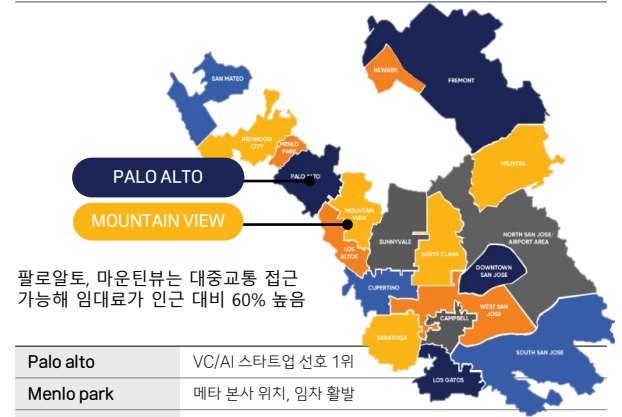 SAN MATEO
REDWOOD
CITY
MENLO
PARK
PALO ALTO
MOUNTAIN
VIEW
LOS
ALTOS
NEWARK
FREMONT
MILPITAS
SUNNYVALE
SANTA CLARA
NORTH SAN JOSE/
AIRPORT AREA
DOWNTOWN
SAN JOSE
CUPERTINO
WEST SAN
JOSE
CAMPBELL
SARATOGA
SOUTH SAN JOSE
LOS GATOS
PALO ALTO
MOUNTAIN VIEW
팔로알토, 마운틴뷰는 대중교통 접근
가능해 임대료가 인근 대비 60% 높음
Palo alto VC/AI 스타트업 선호 1위
Menlo park 메타 본사 위치, 임차 활발